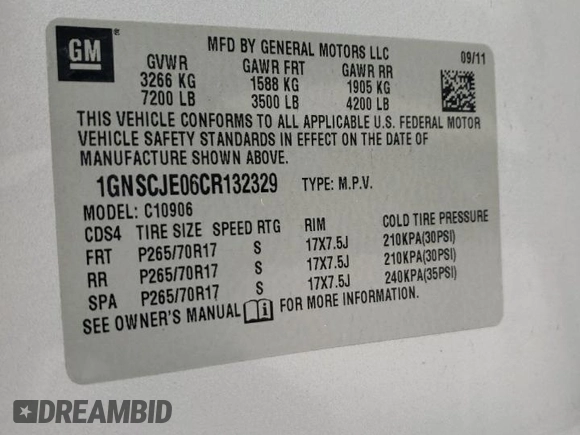 GM
MFD BY GENERAL MOTORS LLC
09/11
GVWR GAWR FRT GAWR RR
3266 KG 1588 KG 1905 KG
7200 LB 3500 LB 4200 LB
THIS VEHICLE CONFORMS TO ALL APPLICABLE U.S. FEDERAL MOTOR
VEHICLE SAFETY STANDARDS IN EFFECT ON THE DATE OF
MANUFACTURE SHOWN ABOVE.
1GNSCJE06CR132329 TYPE: M.P.V.
MODEL: C10906
CDS4 TIRE SIZE SPEED RTG RIM COLD TIRE PRESSURE
FRT P265/70R17 S 17X7.5J 210KPA(30PSI)
RR P265/70R17 S 17X7.5J 210KPA(30PSI)
SPA P265/70R17 S 17X7.5J 240KPA(35PSI)
SEE OWNER'S MANUAL FOR MORE INFORMATION.
DREAMBID